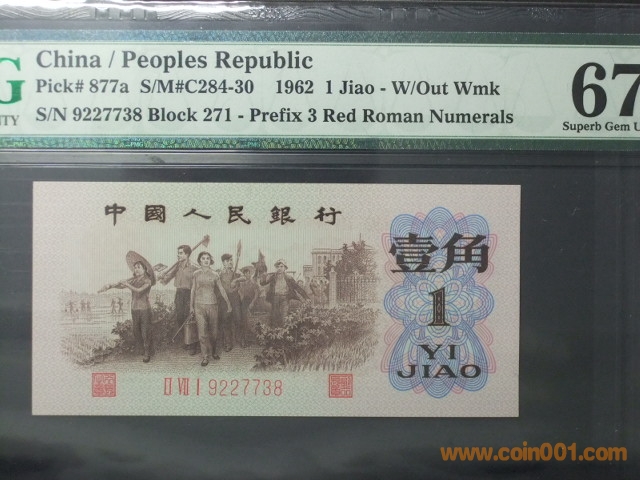 G China / Peoples Republic
Pick# 877a S/M#C284-30 1962 1 Jiao - W/Out Wmk
S/N 9227738 Block 271 - Prefix 3 Red Roman Numerals
67
Superb Gem U
中國人民銀行
壹角
1
YI
JIAO
II VII I 9227738
www.coin001.com